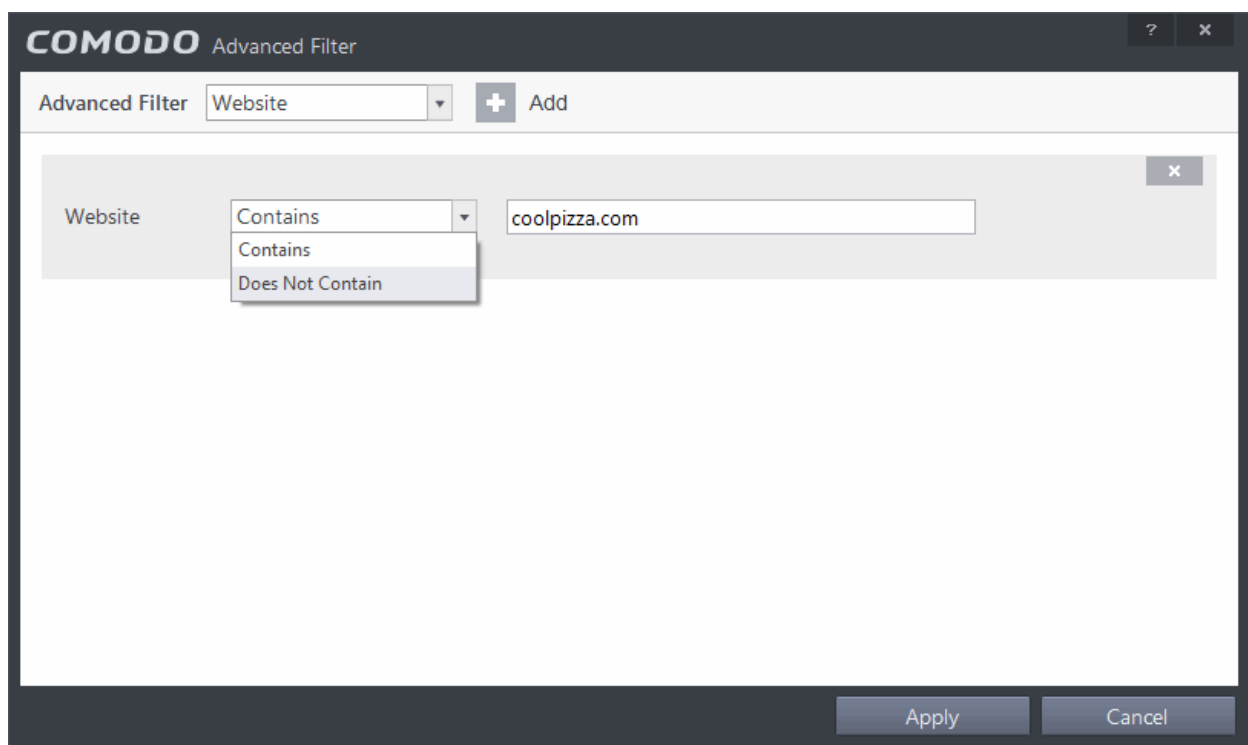 COMODO Advanced Filter ? ×
Advanced Filter Website Add
Website Contains coolpizza.com
Contains
Does Not Contain
Apply Cancel